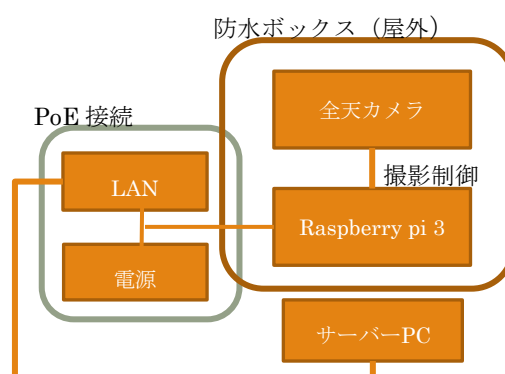 防水ボックス（屋外）
全天カメラ
PoE 接続
撮影制御
LAN
Raspberry pi 3
電源
サーバーPC